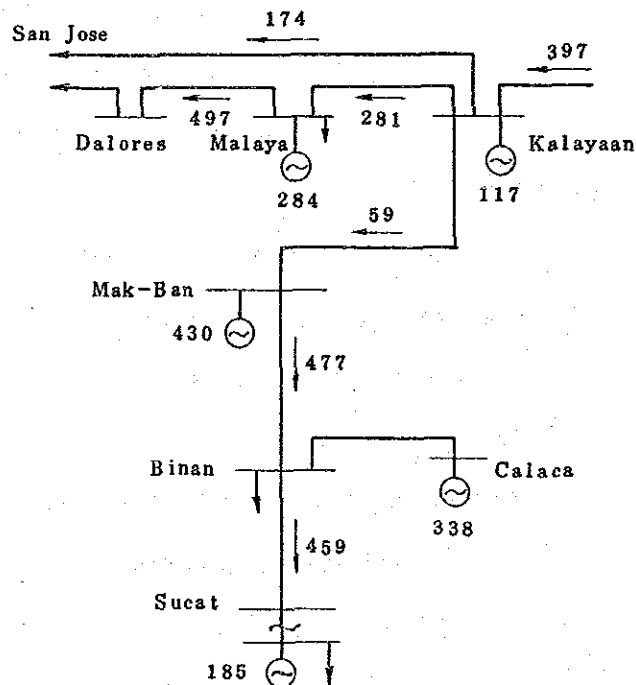 174
San Jose
397
497
281
Dalores
Malaya
Kalayaan
284
117
59
Mak-Ban
430
477
Binan
Calaca
338
459
Sucat
185